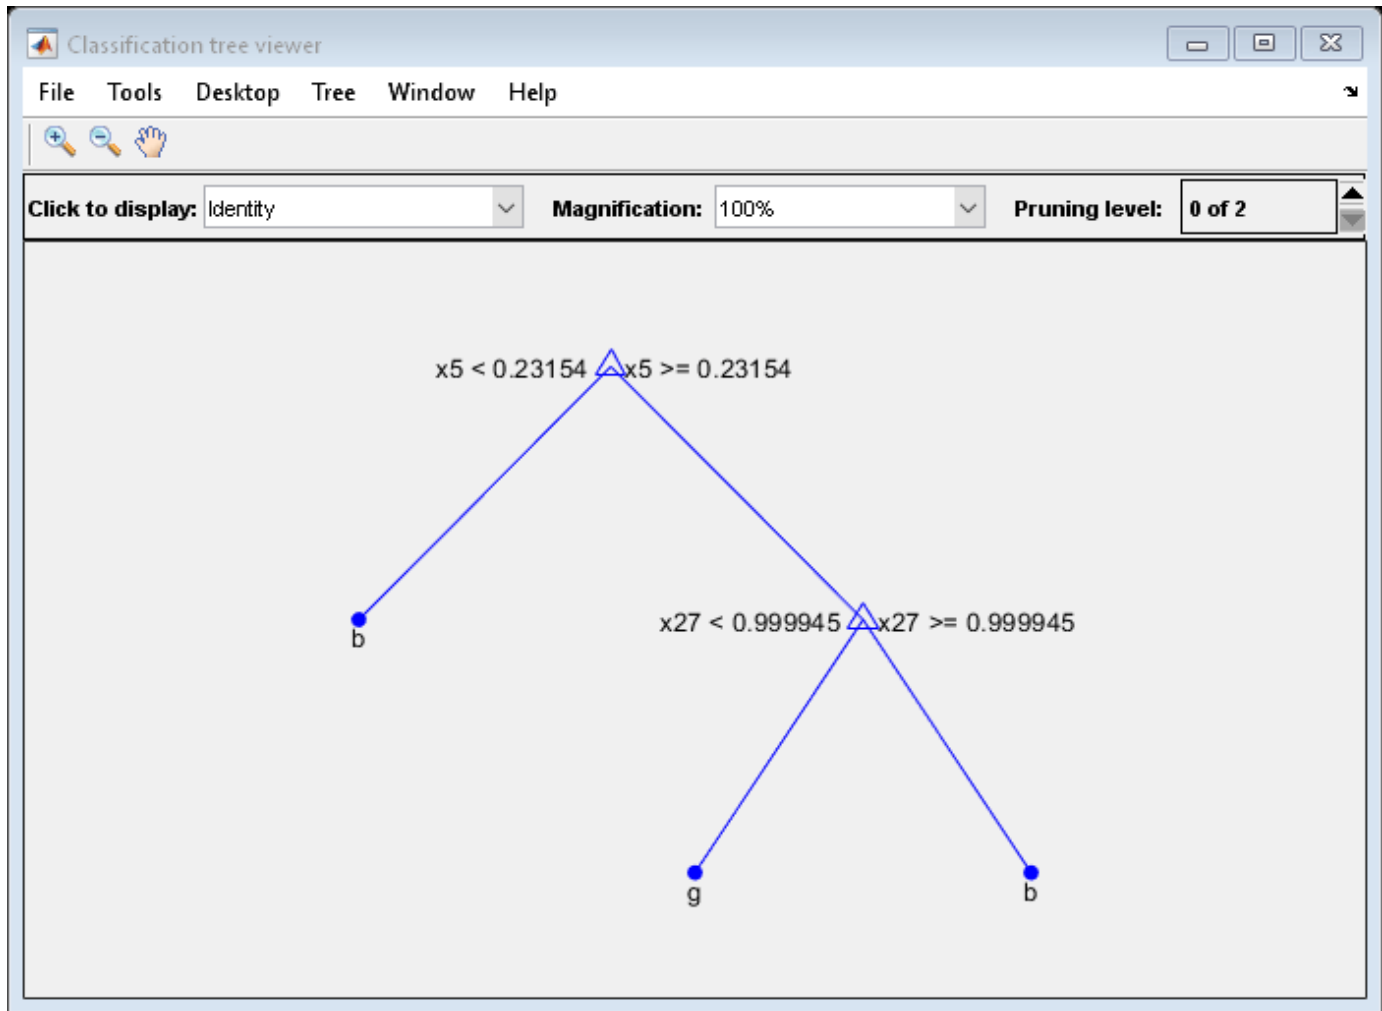 Classification tree viewer
File Tools Desktop Tree Window Help
Click to display: Identity Magnification: 100% Pruning level: 0 of 2
x5 < 0.23154 x5 >= 0.23154
b x27 < 0.999945 x27 >= 0.999945
g b